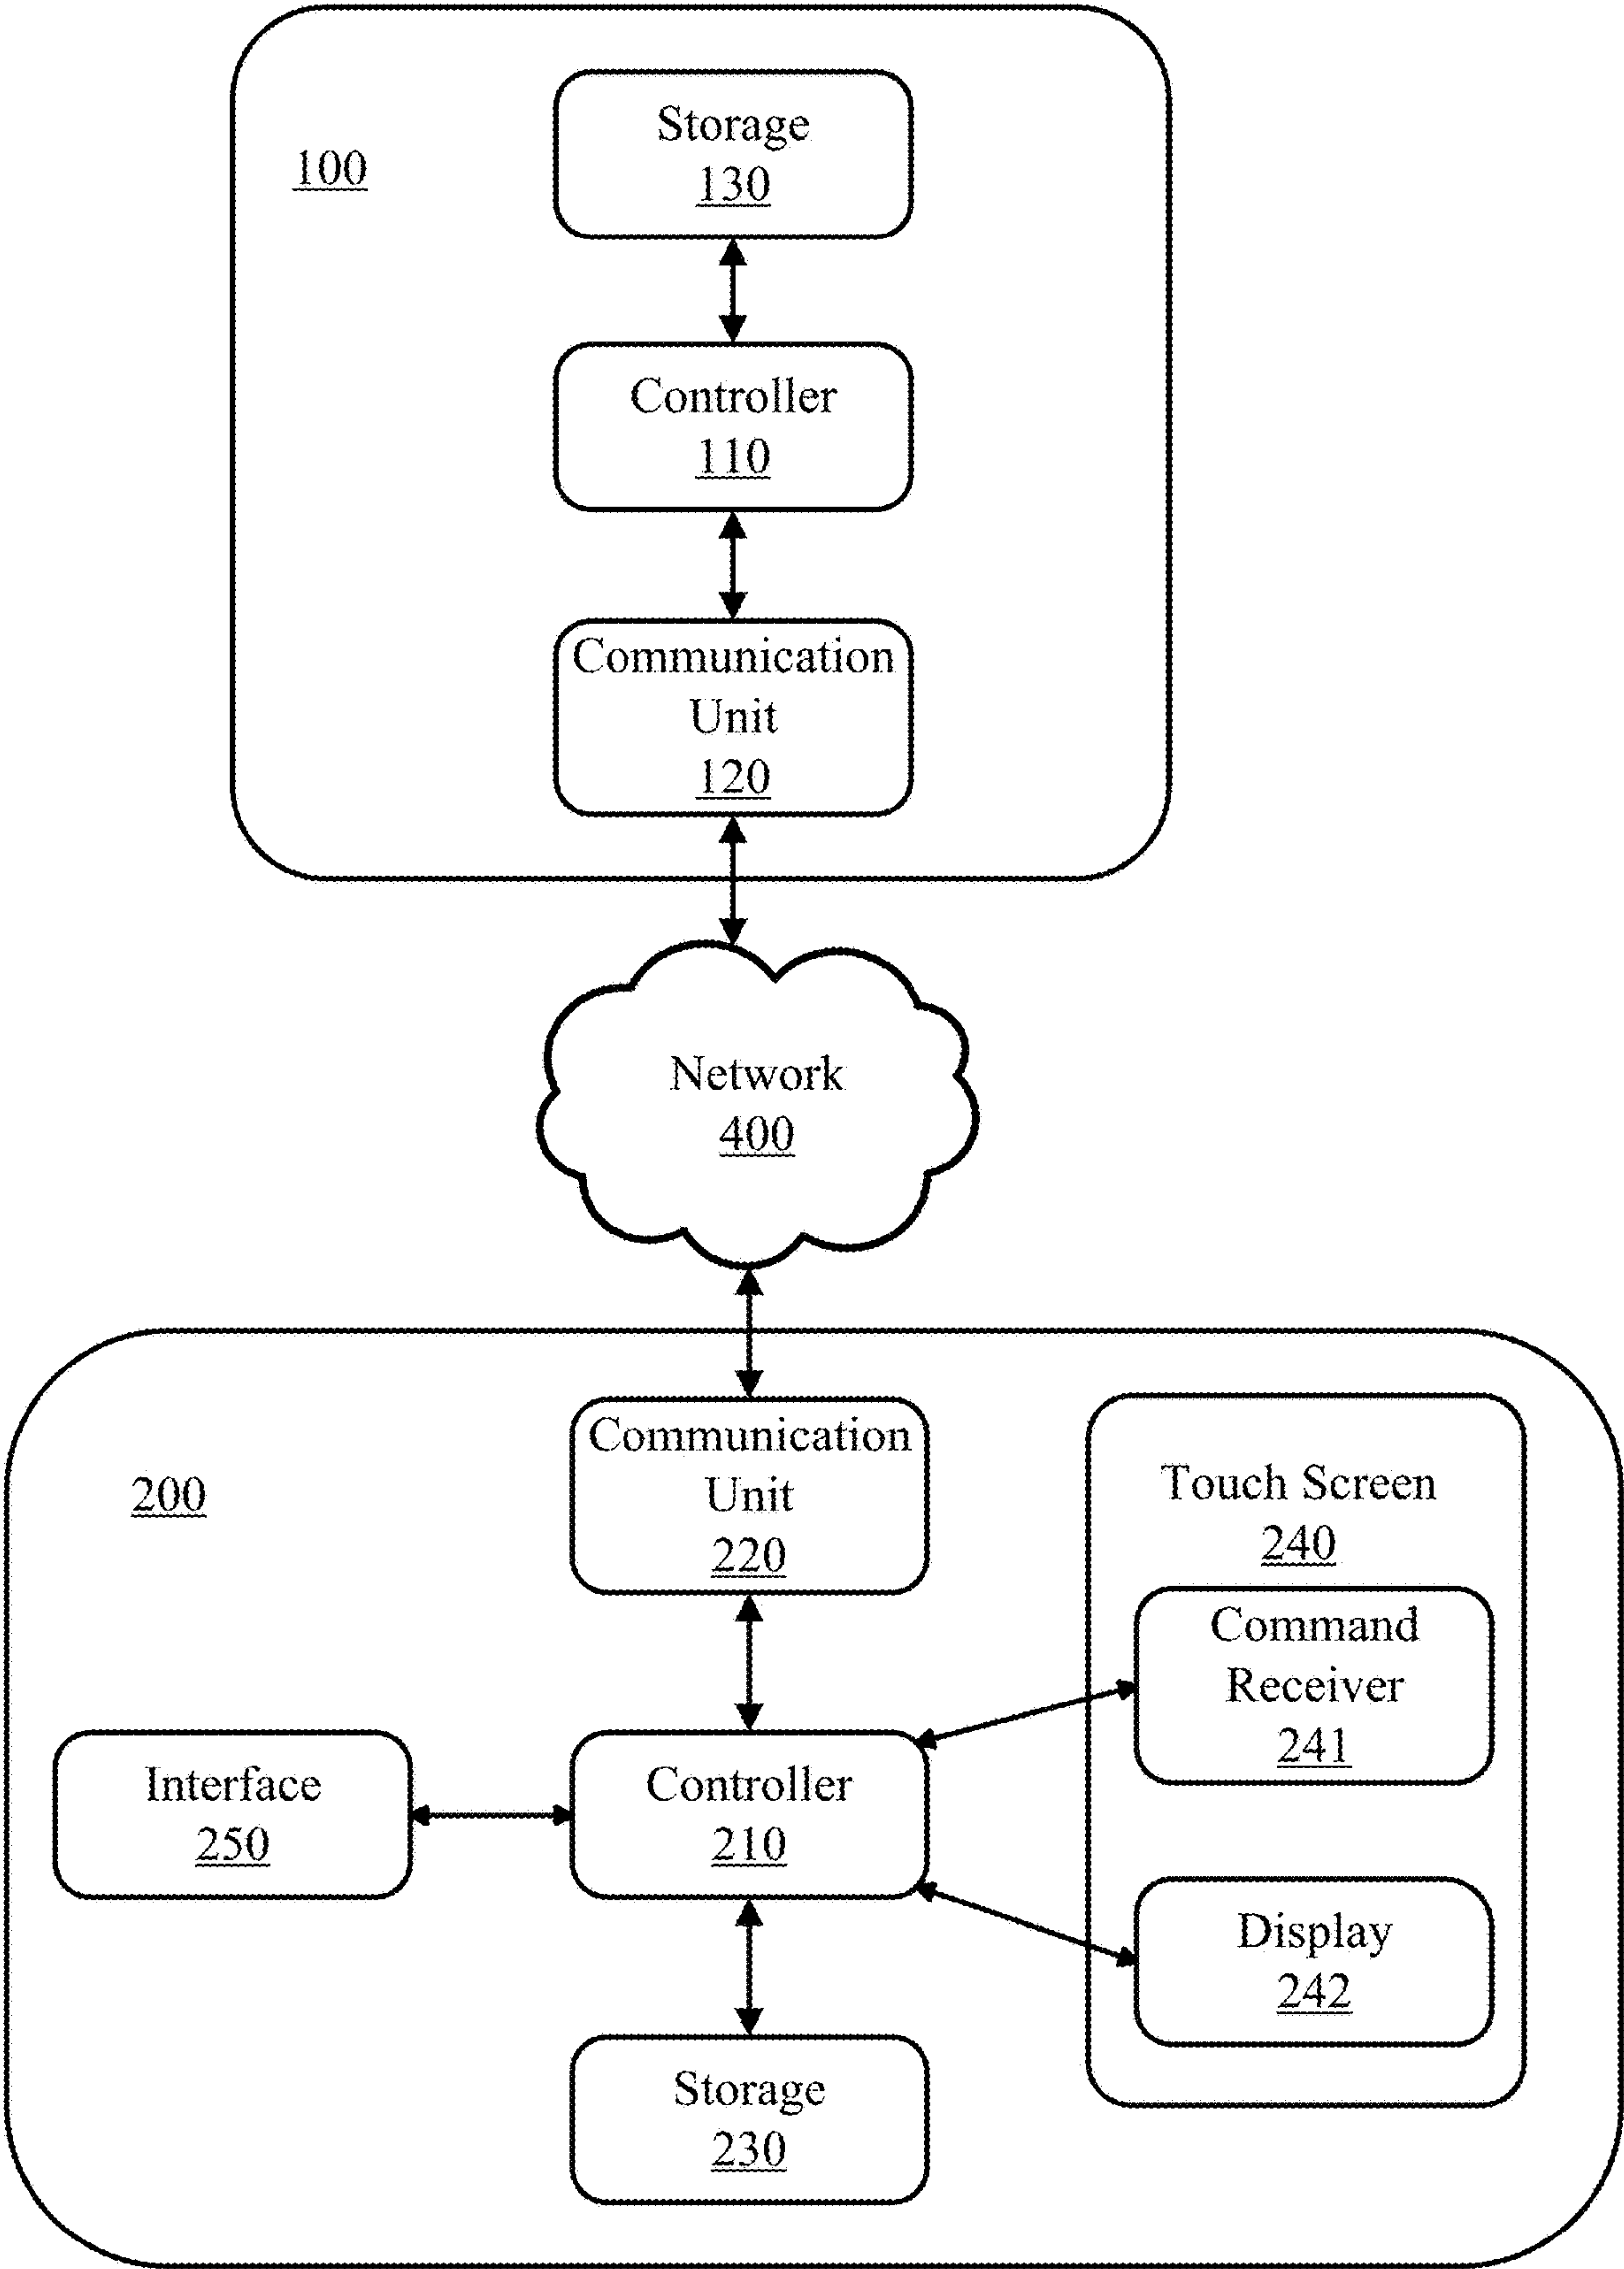 100
Storage
130
Controller
110
Communication
Unit
120
Network
400
200
Communication
Unit
220
Touch Screen
240
Command
Receiver
241
Interface
250
Controller
210
Display
242
Storage
230